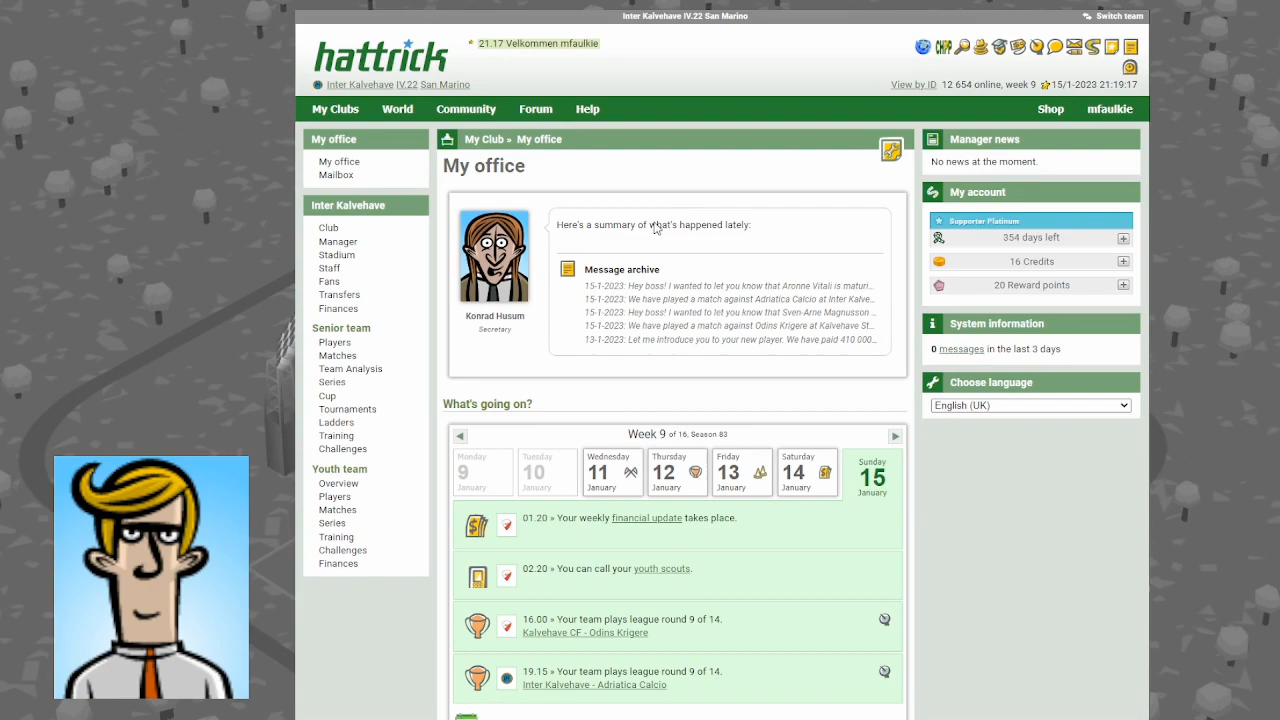 Inter Kalvehave IV.22 San Marino
Switch team
hattrick
21.17 Velkommen mfaulkie
CHPP
Inter Kalvehave IV.22 San Marino
View by ID 12 654 online, week 9 15/1-2023 21:19:17
My Clubs World Community Forum Help Shop mfaulkie
My office
My office
Mailbox
Inter Kalvehave
Club
Manager
Stadium
Staff
Fans
Transfers
Finances
Senior team
Players
Matches
Team Analysis
Series
Cup
Tournaments
Ladders
Training
Challenges
Youth team
Overview
Players
Matches
Series
Training
Challenges
Finances
My Club » My office
My office
Konrad Husum
Secretary
Here's a summary of what's happened lately:
Message archive
15-1-2023: Hey boss! I wanted to let you know that Aronne Vitali is maturi...
15-1-2023: We have played a match against Adriatica Calcio at Inter Kalve...
15-1-2023: Hey boss! I wanted to let you know that Sven-Arne Magnusson ...
15-1-2023: We have played a match against Odins Krigere at Kalvehave St...
13-1-2023: Let me introduce you to your new player. We have paid 410 000...
What's going on?
Week 9 of 16, Season 83
Monday
9
January
Tuesday
10
January
Wednesday
11
January
Thursday
12
January
Friday
13
January
Saturday
14
January
Sunday
15
January
01.20 » Your weekly financial update takes place.
02.20 » You can call your youth scouts.
16.00 » Your team plays league round 9 of 14.
Kalvehave CF - Odins Krigere
19.15 » Your team plays league round 9 of 14.
Inter Kalvehave - Adriatica Calcio
Manager news
No news at the moment.
My account
Supporter Platinum
354 days left
16 Credits
20 Reward points
System information
0 messages in the last 3 days
Choose language
English (UK)